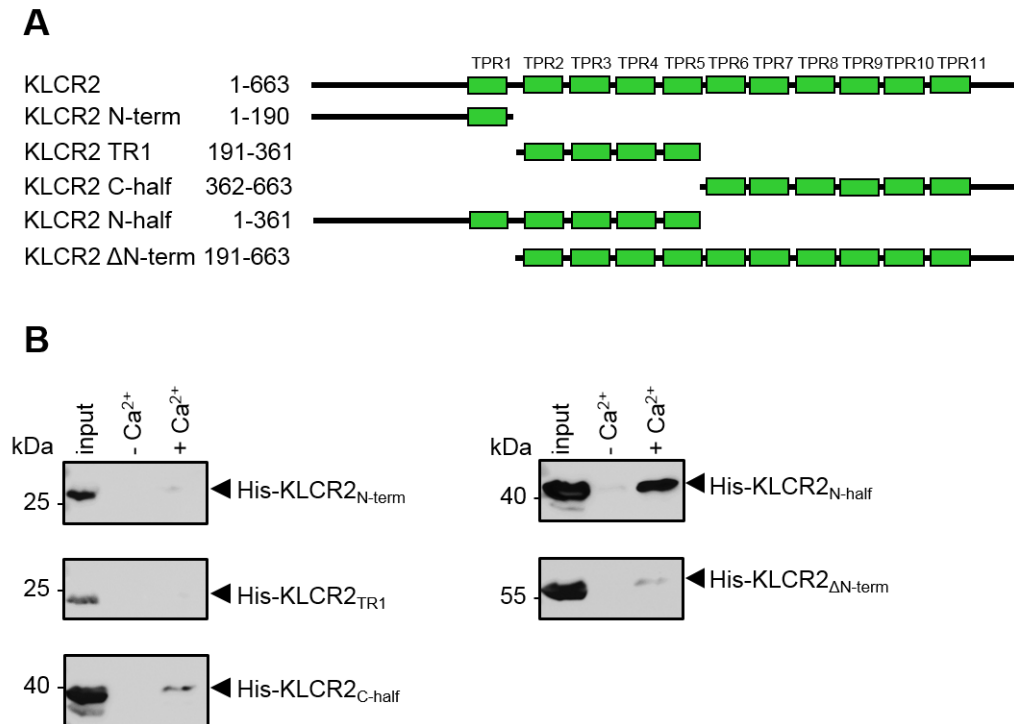 A
TPR1 TPR2 TPR3 TPR4 TPR5 TPR6 TPR7 TPR8 TPR9 TPR10 TPR11
KLCR2 1-663
KLCR2 N-term 1-190
KLCR2 TR1 191-361
KLCR2 C-half 362-663
KLCR2 N-half 1-361
KLCR2 ΔN-term 191-663
B
kDa input - Ca²⁺ + Ca²⁺
25 His-KLCR2N-term
25 His-KLCR2TR1
40 His-KLCR2C-half
kDa input - Ca²⁺ + Ca²⁺
40 His-KLCR2N-half
55 His-KLCR2ΔN-term